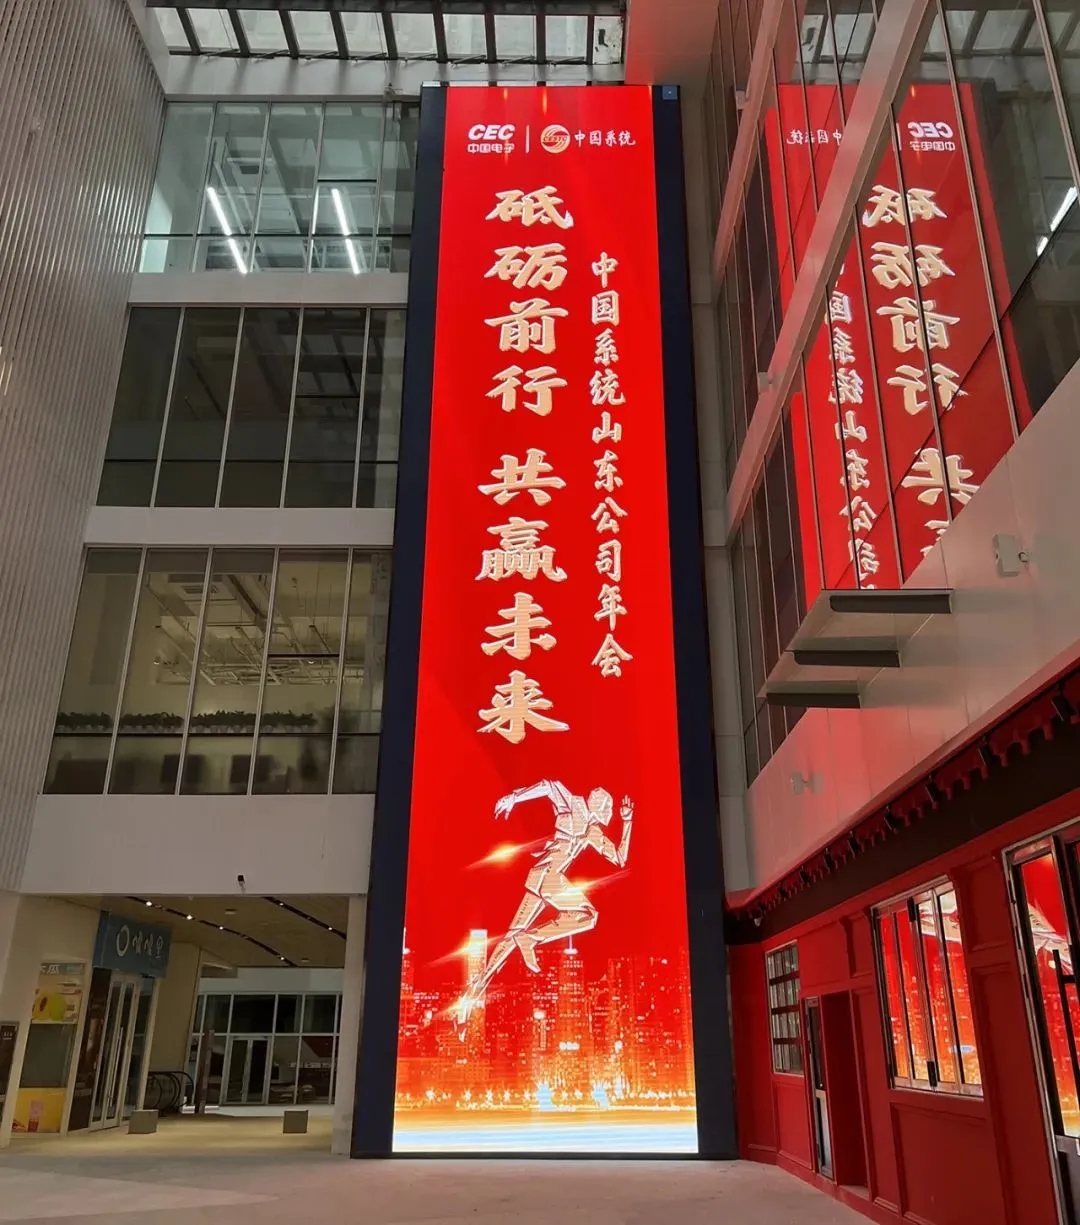 CEC
中国电子
中国系统
砥砺前行 共赢未来
中国系统山东公司年会